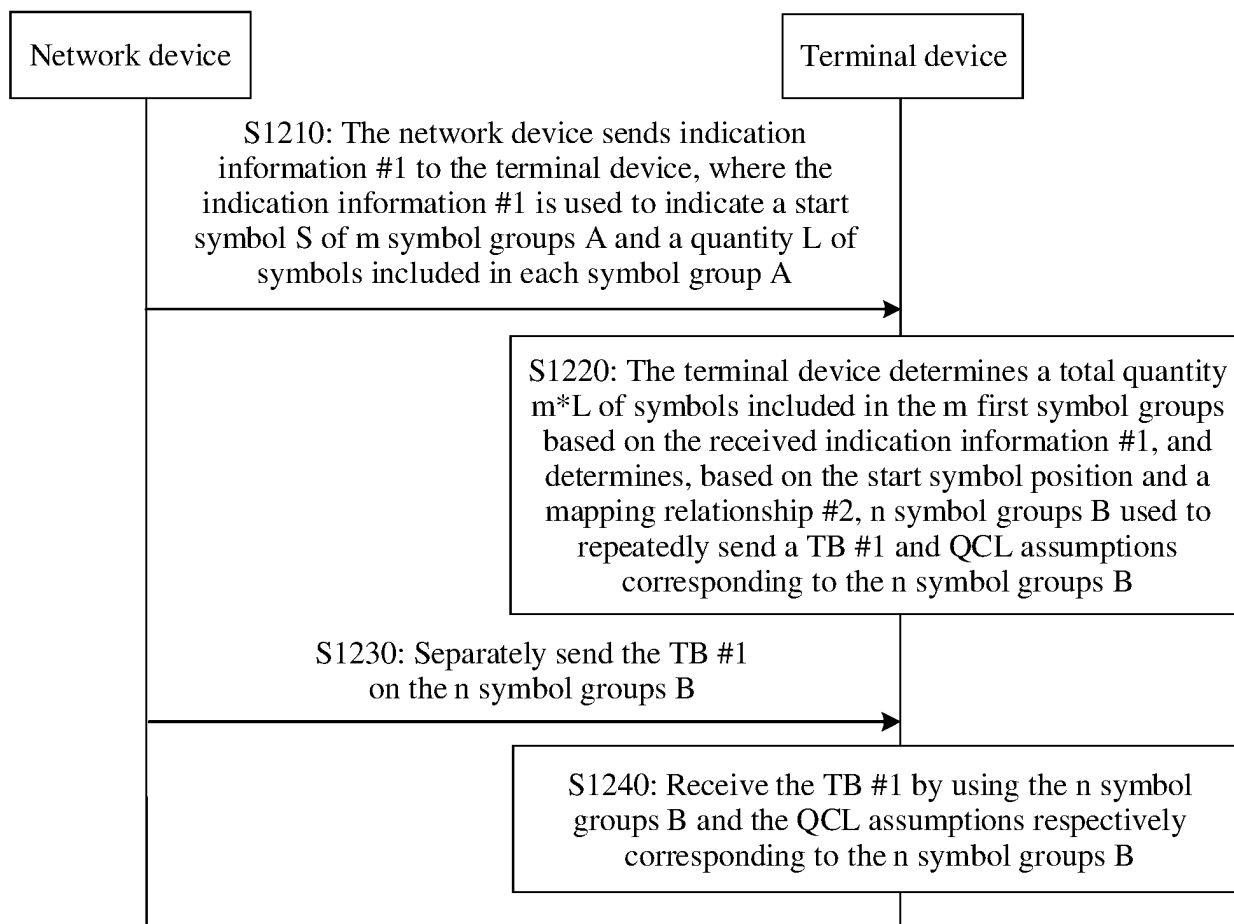 Network device
Terminal device
S1210: The network device sends indication
information #1 to the terminal device, where the
indication information #1 is used to indicate a start
symbol S of m symbol groups A and a quantity L of
symbols included in each symbol group A
S1220: The terminal device determines a total quantity
m*L of symbols included in the m first symbol groups
based on the received indication information #1, and
determines, based on the start symbol position and a
mapping relationship #2, n symbol groups B used to
repeatedly send a TB #1 and QCL assumptions
corresponding to the n symbol groups B
S1230: Separately send the TB #1
on the n symbol groups B
S1240: Receive the TB #1 by using the n symbol
groups B and the QCL assumptions respectively
corresponding to the n symbol groups B